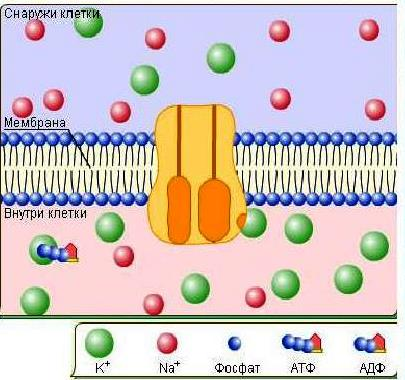 Снаружи клетки
Мембрана
Внутри клетки
K⁺ Na⁺ Фосфат АТФ АДФ